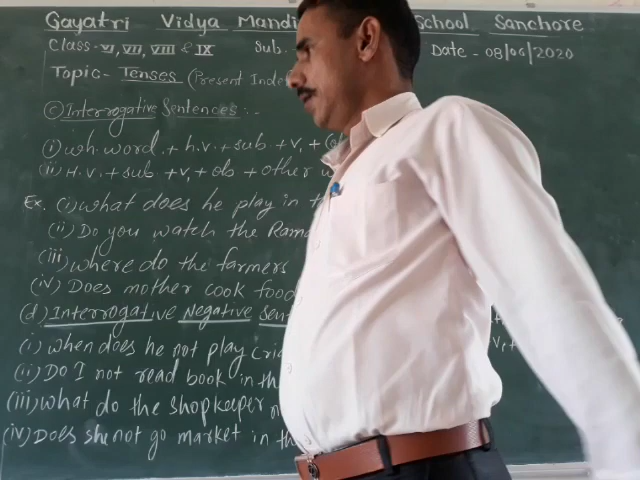 Gayatri Vidya Mandi School Sanchore
Class - VI, VII, VIII & IX Sub. Date - 08/06/2020
Topic - Tenses (Present Inde
(c) Interrogative Sentences :-
(i) wh. word + h.v. + sub. + v1 +
(ii) H.V. + sub + v1 + ob + other
Ex. (i) what does he play in
(ii) Do you watch the Rama
(iii) where do the farmers
(iv) Does mother cook food
(d) Interrogative Negative Sent
(i) When does he not play Cric
(ii) Do I not read book in th
(iii) what do the shopkeeper
(iv) Does she not go market in th